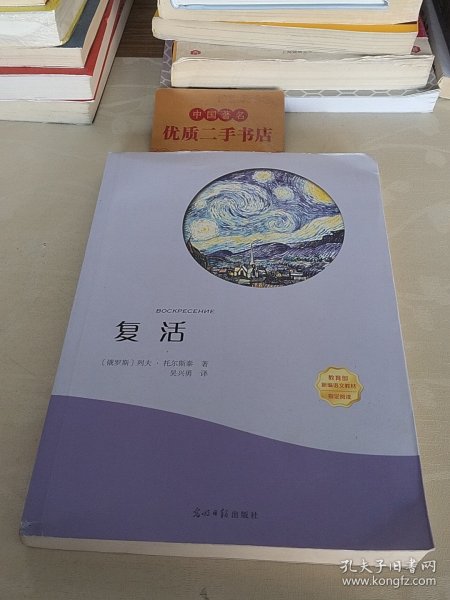 中国著名
优质二手书店
ВОСКРЕСЕНИЕ
复活
〔俄罗斯〕列夫·托尔斯泰 著
吴兴勇 译
教育部
新编语文教材
指定阅读
光明日报出版社
孔夫子旧书网
www.kongfz.com